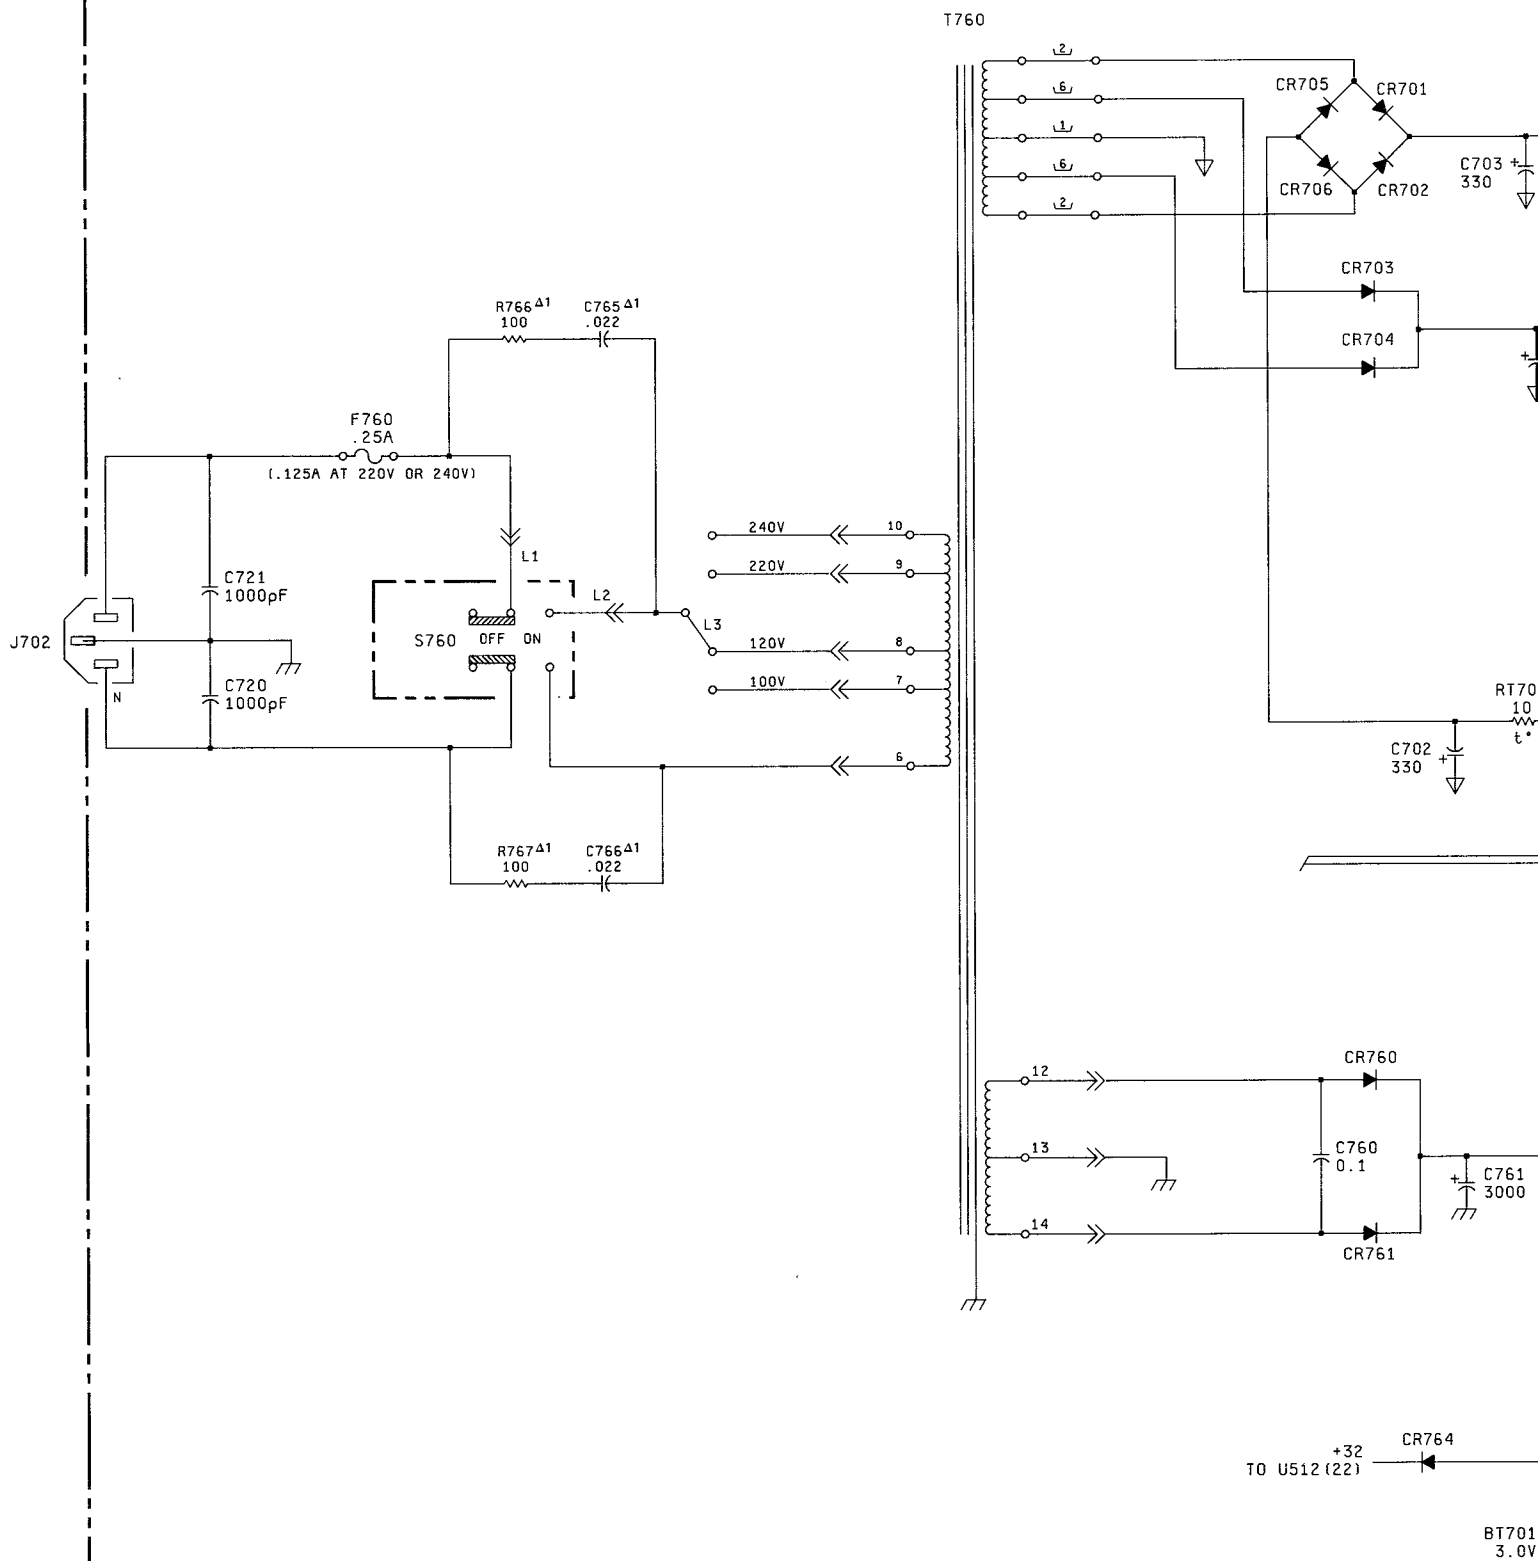 T760
2
6
1
6
2
CR705
CR701
CR706
CR702
C703
330
+
CR703
CR704
+
R766Δ1
100
C765Δ1
.022
F760
.25A
(.125A AT 220V OR 240V)
L1
L2
L3
C721
1000pF
J702
N
C720
1000pF
S760
OFF
ON
240V
10
220V
9
120V
8
100V
7
6
RT70
10
t°
C702
330
+
R767Δ1
100
C766Δ1
.022
12
13
14
CR760
C760
0.1
CR761
C761
3000
+
+32
TO U512(22)
CR764
BT701
3.0V